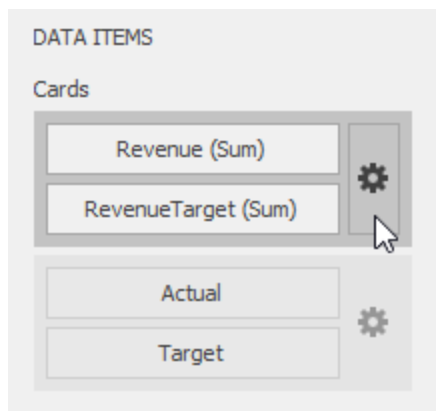 DATA ITEMS
Cards
Revenue (Sum)
RevenueTarget (Sum)
Actual
Target